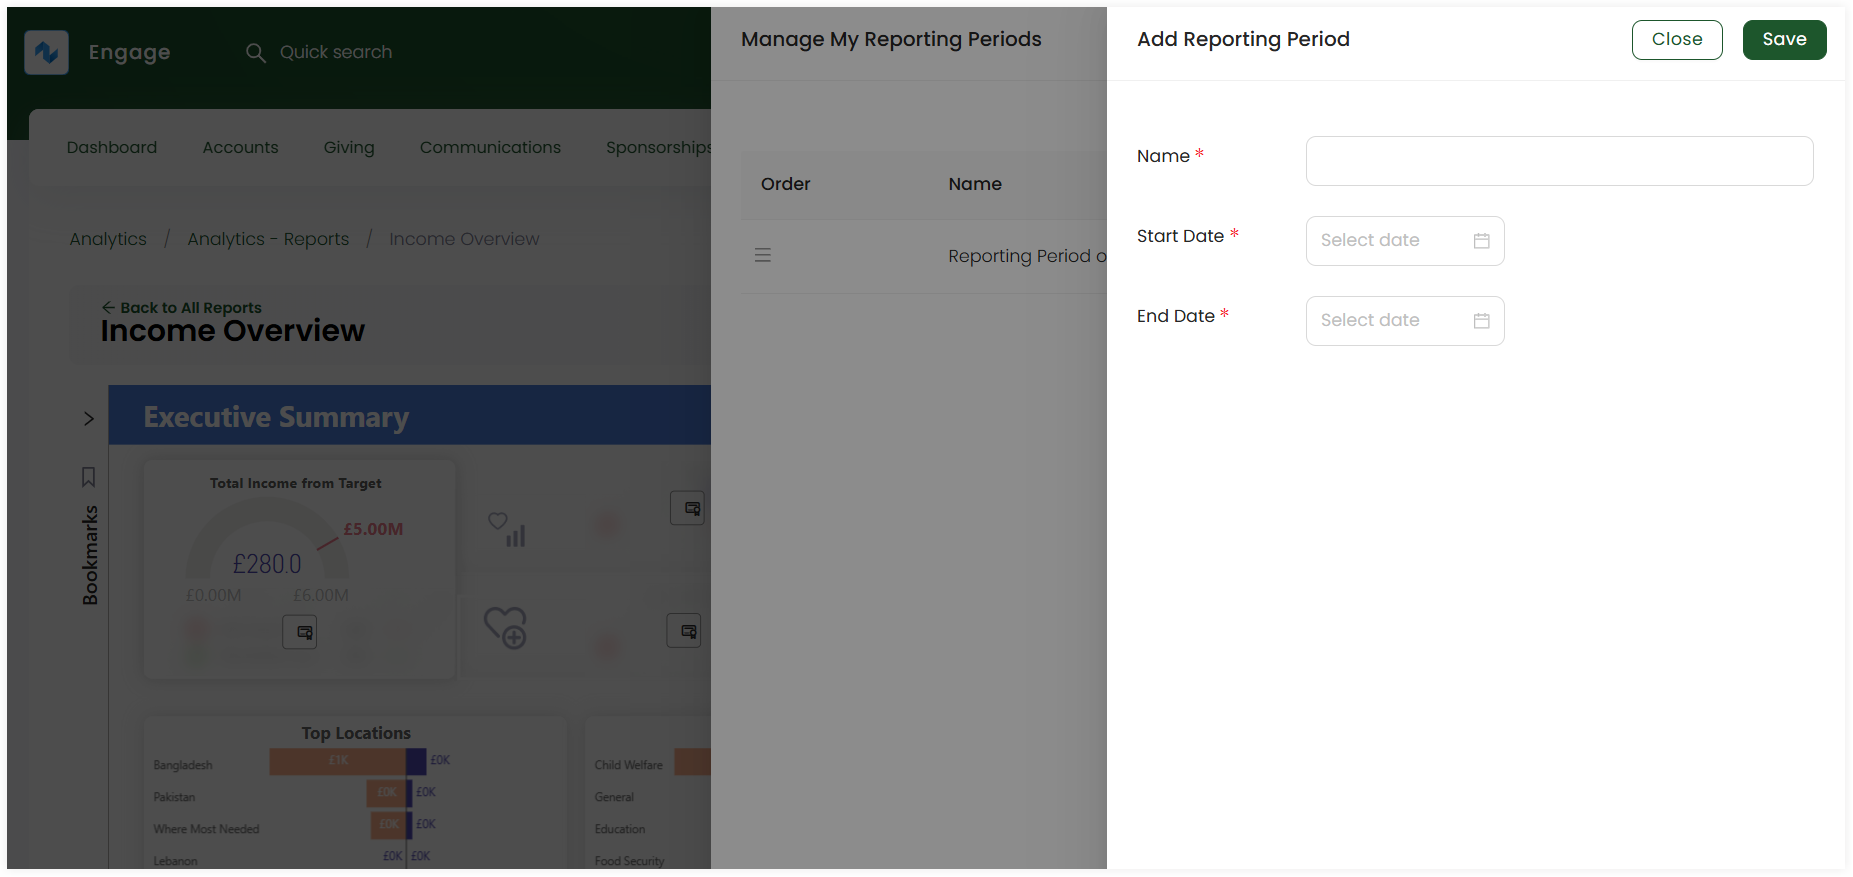 Engage
Quick search
Dashboard
Accounts
Giving
Communications
Sponsorships
Analytics / Analytics - Reports / Income Overview
Back to All Reports
Income Overview
Executive Summary
Bookmarks
Total Income from Target
£5.00M
£280.0
£0.00M
£6.00M
Top Locations
Bangladesh
£1K
£0K
Pakistan
£0K
£0K
Where Most Needed
£0K
£0K
Lebanon
£0K
£0K
Child Welfare
General
Education
Food Security
Manage My Reporting Periods
Order
Name
Reporting Period o
Add Reporting Period
Close
Save
Name *
Start Date *
Select date
End Date *
Select date